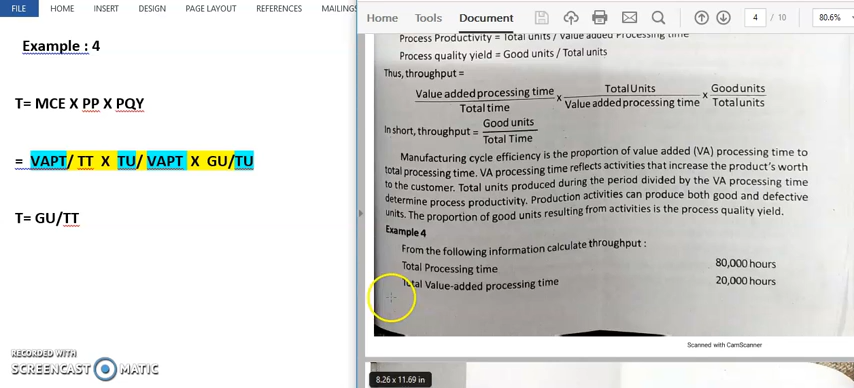 FILE HOME INSERT DESIGN PAGE LAYOUT REFERENCES MAILING
Example : 4
T= MCE X PP X PQY
= VAPT/ TT X TU/ VAPT X GU/TU
T= GU/TT
RECORDED WITH
SCREENCAST MATIC
Home Tools Document 4 / 10 80.6%
Process Productivity = Total units / Value added Processing time
Process quality yield = Good units / Total units
Thus, throughput =
Value added processing time / Total time × Total Units / Value added processing time × Good units / Total units
In short, throughput = Good units / Total Time
Manufacturing cycle efficiency is the proportion of value added (VA) processing time to
total processing time. VA processing time reflects activities that increase the product's worth
to the customer. Total units produced during the period divided by the VA processing time
determine process productivity. Production activities can produce both good and defective
units. The proportion of good units resulting from activities is the process quality yield.
Example 4
From the following information calculate throughput :
Total Processing time 80,000 hours
Total Value-added processing time 20,000 hours
Scanned with CamScanner
8.26 x 11.69 in